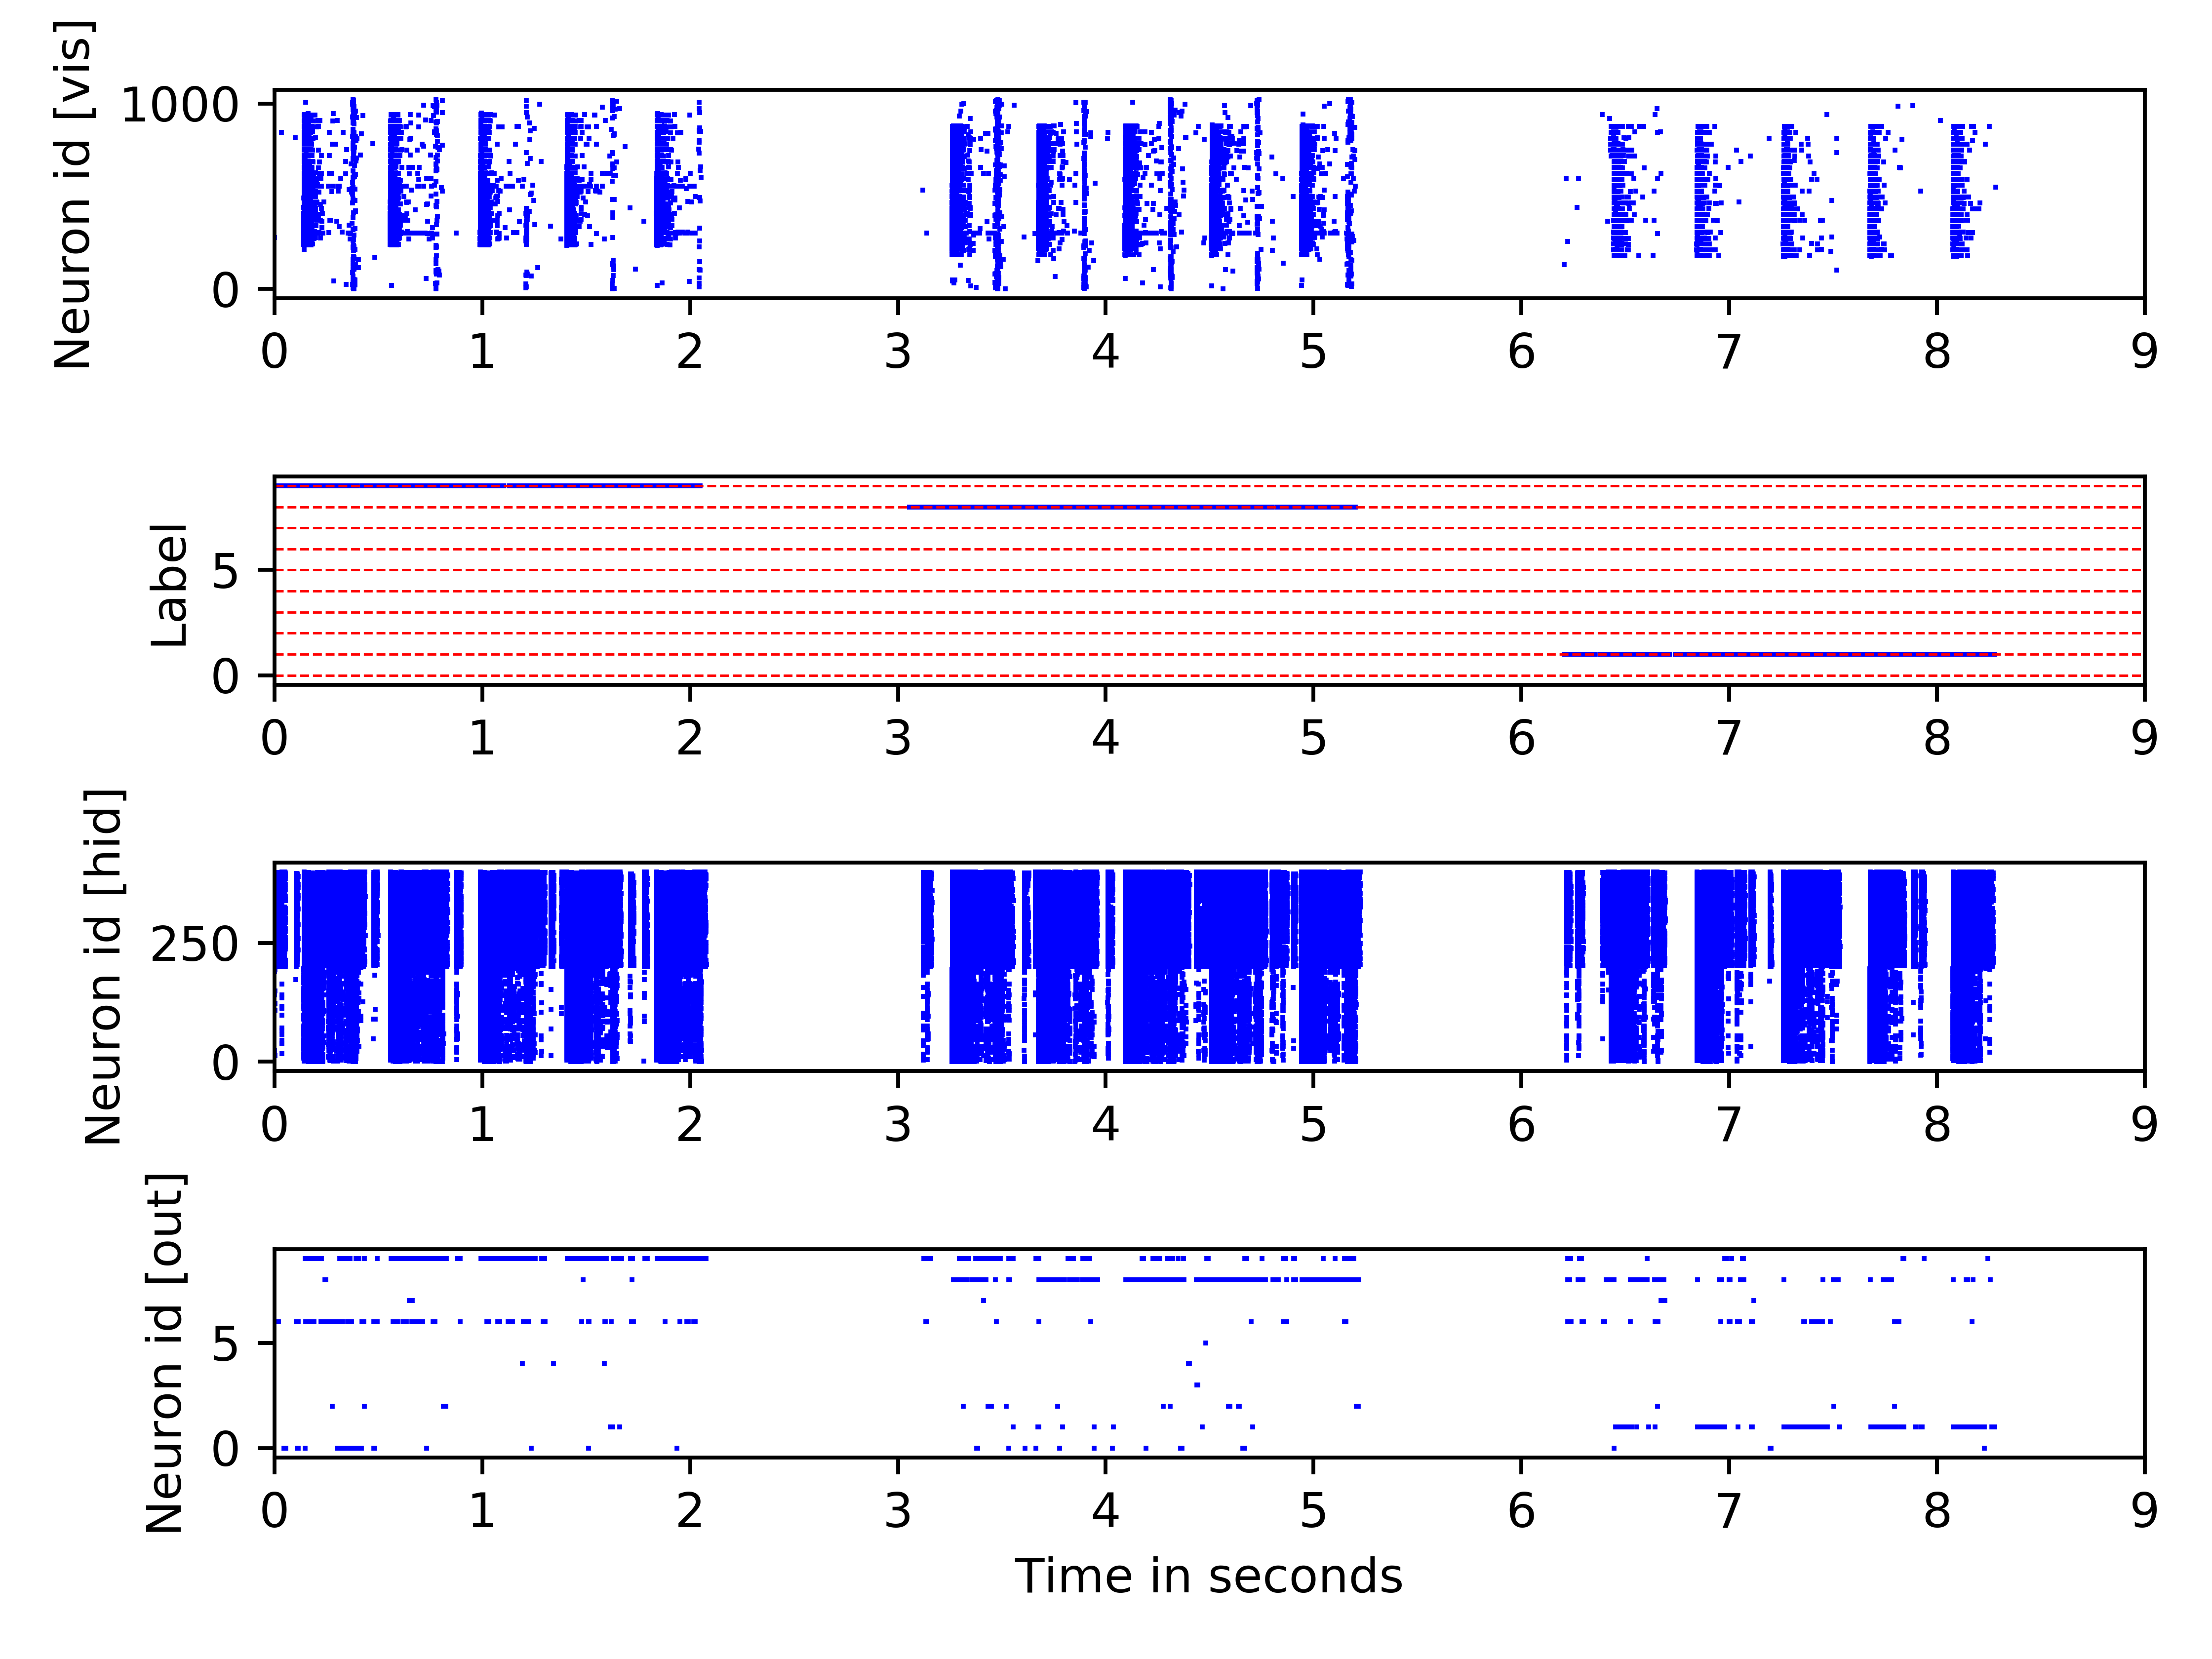 Neuron id [vis]
1000
0
0 1 2 3 4 5 6 7 8 9
Label
5
0
0 1 2 3 4 5 6 7 8 9
Neuron id [hid]
250
0
0 1 2 3 4 5 6 7 8 9
Neuron id [out]
5
0
0 1 2 3 4 5 6 7 8 9
Time in seconds